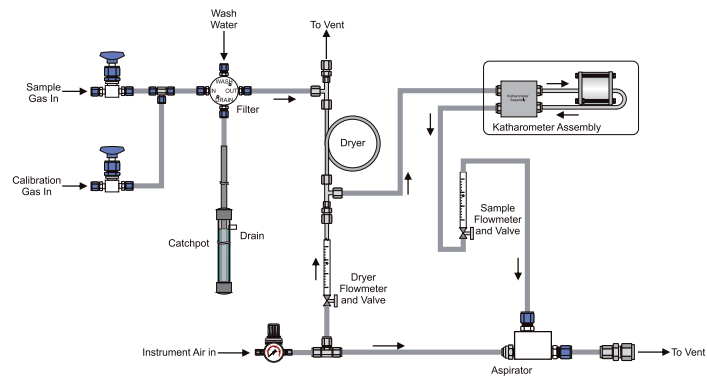 Wash
Water
To Vent
Sample
Gas In
WASH
IN OUT
DRAIN
Filter
Katharometer
Assembly
Katharometer Assembly
Dryer
Calibration
Gas In
Sample
Flowmeter
and Valve
Catchpot
Drain
Dryer
Flowmeter
and Valve
Instrument Air in
To Vent
Aspirator